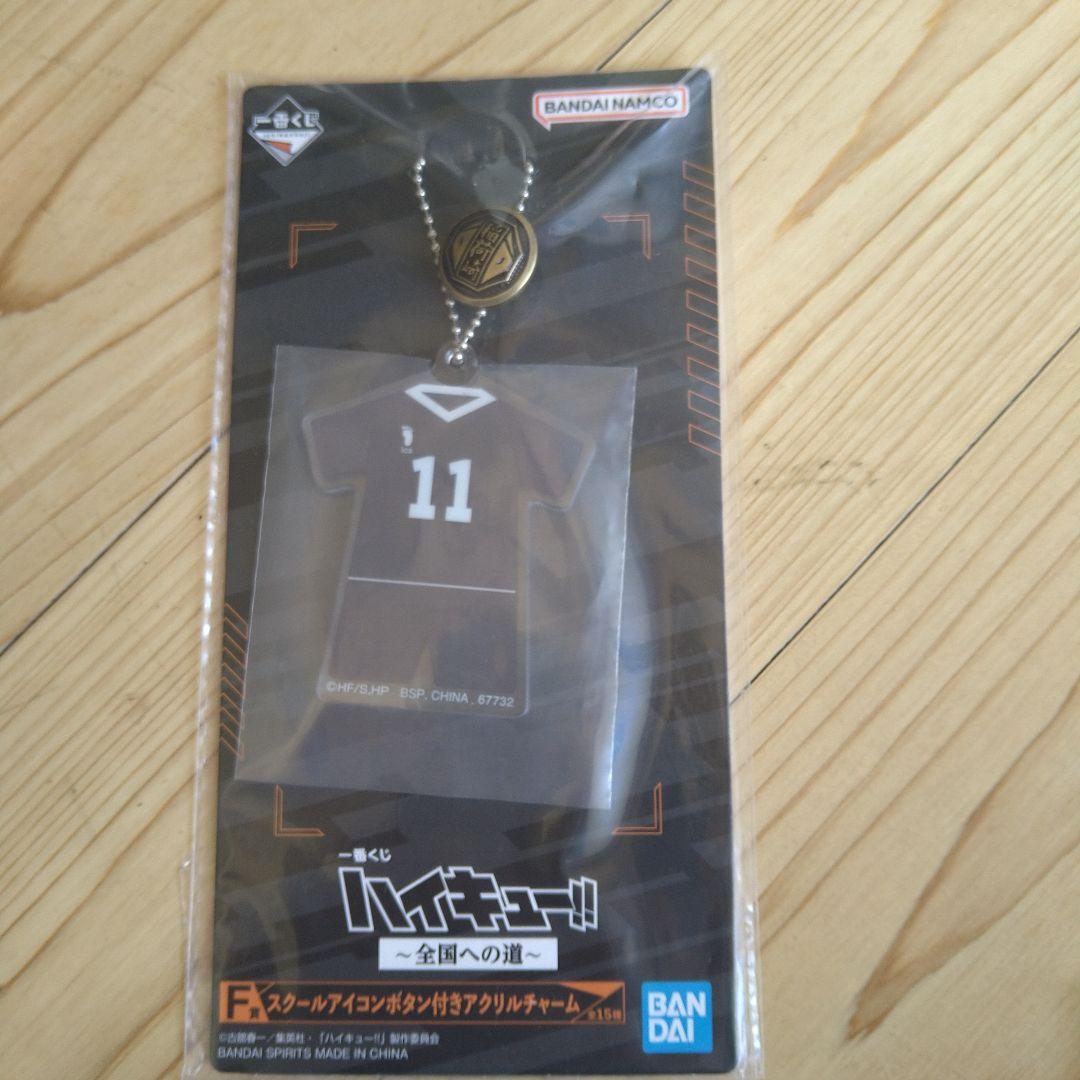 一番くじ
BANDAI NAMCO
11
©HF/S,HP BSP. CHINA . 67732
一番くじ
ハイキュー!!
～全国への道～
F賞 スクールアイコンボタン付きアクリルチャーム 全15種
©古舘春一／集英社・「ハイキュー!!」製作委員会
BANDAI SPIRITS MADE IN CHINA
BAN
DAI